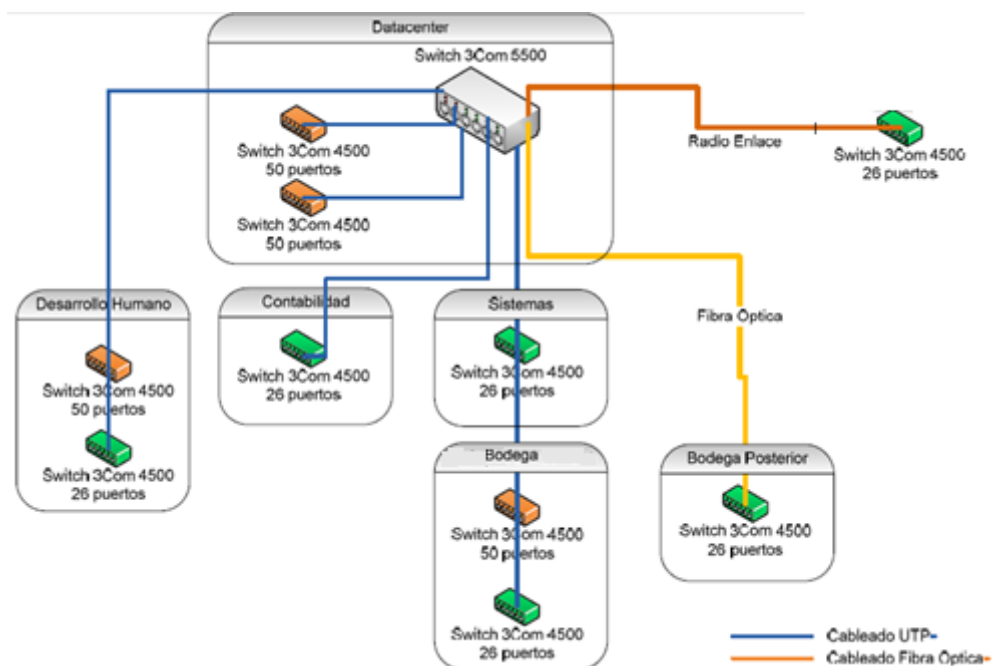 Datacenter
Switch 3Com 5500
Switch 3Com 4500
50 puertos
Switch 3Com 4500
50 puertos
Radio Enlace
Switch 3Com 4500
26 puertos
Desarrollo Humano
Switch 3Com 4500
50 puertos
Switch 3Com 4500
26 puertos
Contabilidad
Switch 3Com 4500
26 puertos
Sistemas
Switch 3Com 4500
26 puertos
Fibra Óptica
Bodega
Switch 3Com 4500
50 puertos
Switch 3Com 4500
26 puertos
Bodega Posterior
Switch 3Com 4500
26 puertos
Cableado UTP
Cableado Fibra Óptica